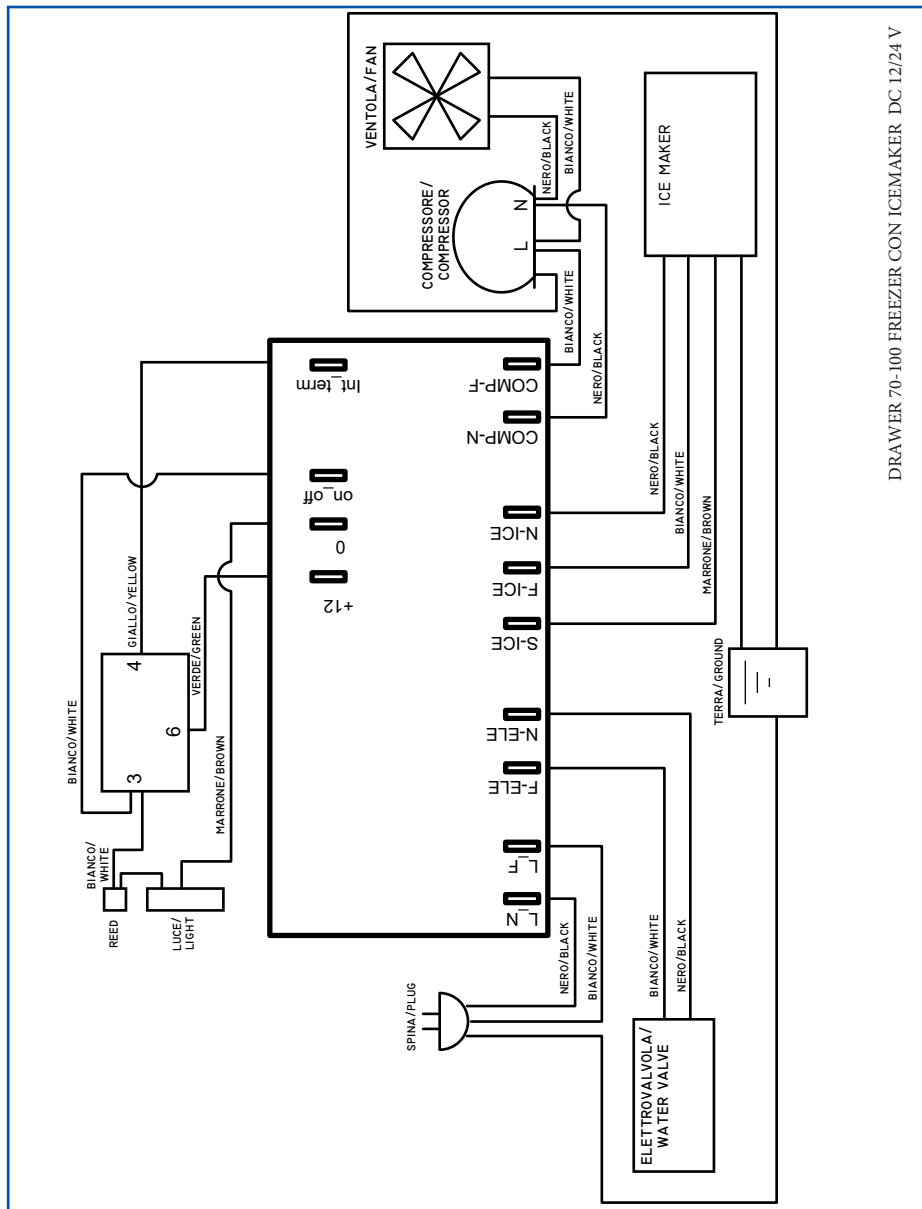 VENTOLA/FAN
NERO/BLACK
BIANCO/WHITE
COMPRESSORE/
COMPRESSOR
N
L
BIANCO/WHITE
NERO/BLACK
ICE MAKER
NERO/BLACK
BIANCO/WHITE
MARRONE/BROWN
TERRA/GROUND
Int_term
on_off
0
+12
COMP-F
COMP-N
N-ICE
F-ICE
S-ICE
N-ELE
F-ELE
L_F
L_N
GIALLO/YELLOW
VERDE/GREEN
BIANCO/WHITE
MARRONE/BROWN
4
6
3
BIANCO/
WHITE
REED
LUCE/
LIGHT
SPINA/PLUG
NERO/BLACK
BIANCO/WHITE
BIANCO/WHITE
NERO/BLACK
ELETTROVALVOLA/
WATER VALVE
DRAWER 70-100 FREEZER CON ICEMAKER DC 12/24 V